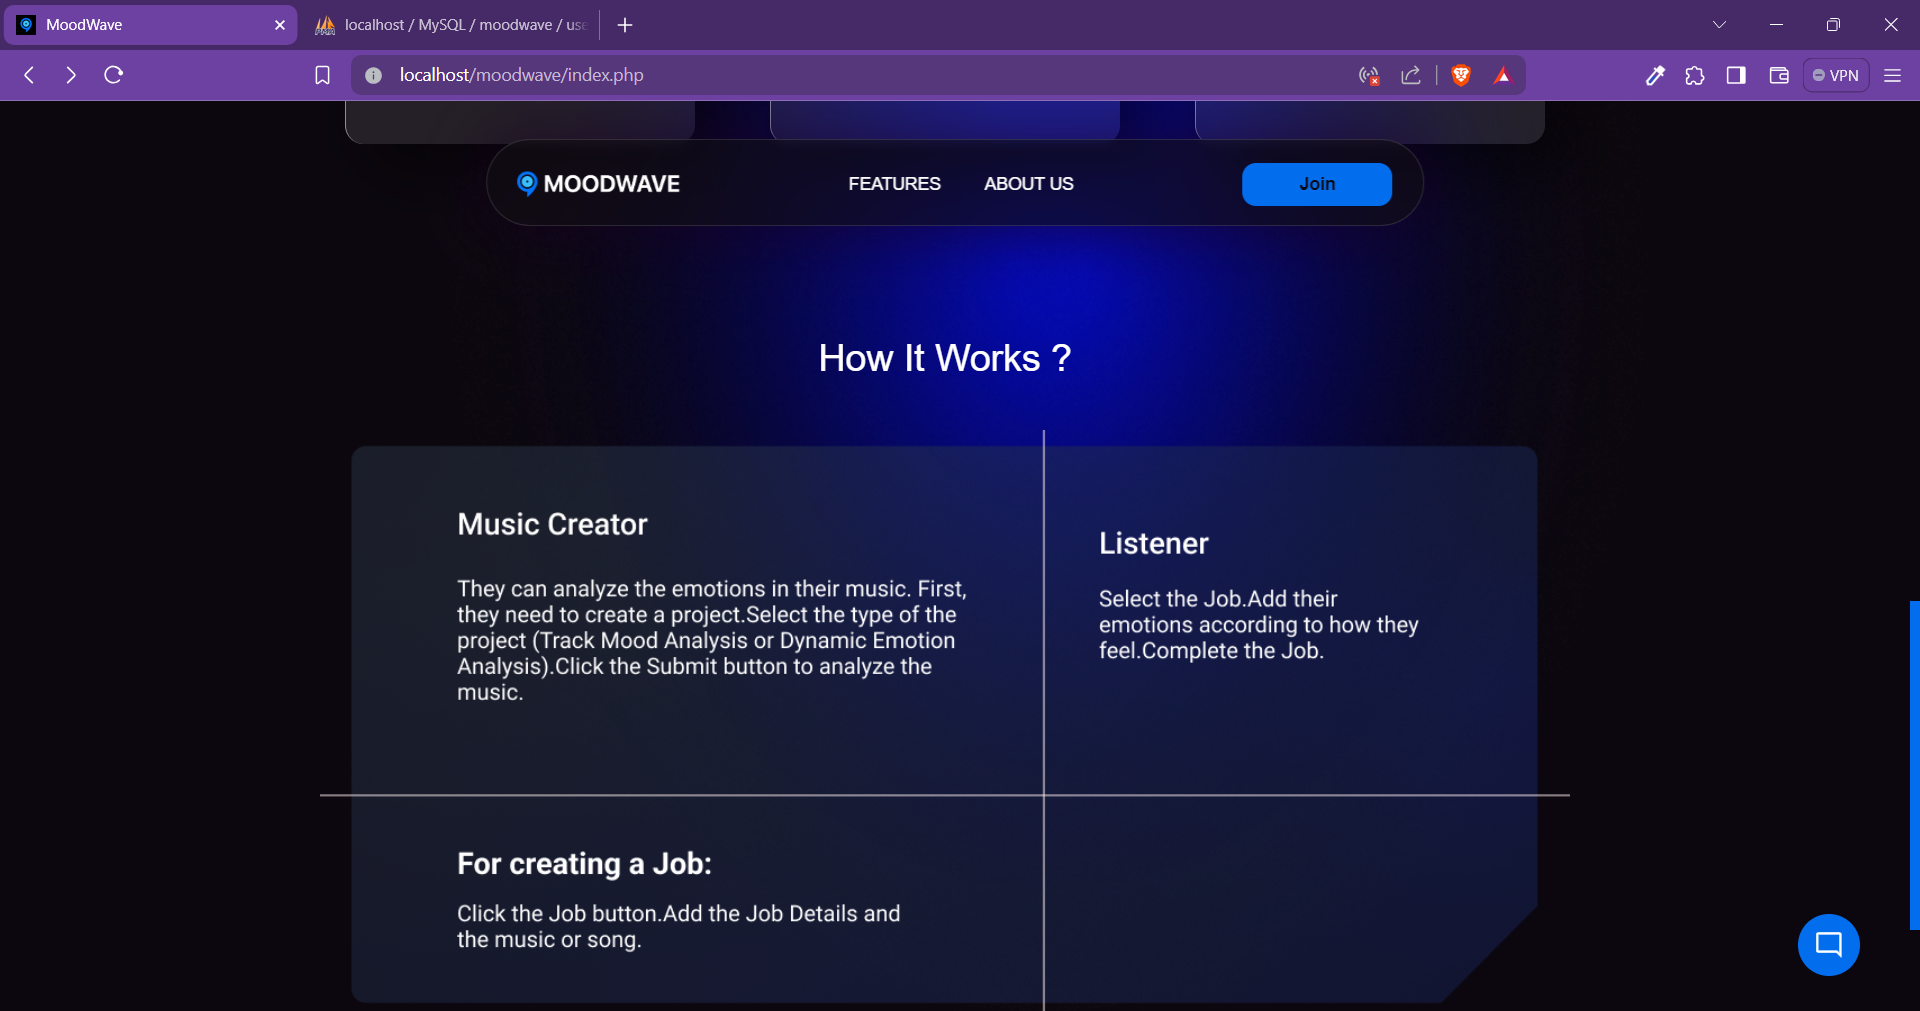 MoodWave
localhost / MySQL / moodwave / use
localhost/moodwave/index.php
VPN
MOODWAVE
FEATURES
ABOUT US
Join
How It Works ?
Music Creator
They can analyze the emotions in their music. First,
they need to create a project.Select the type of the
project (Track Mood Analysis or Dynamic Emotion
Analysis).Click the Submit button to analyze the
music.
Listener
Select the Job.Add their
emotions according to how they
feel.Complete the Job.
For creating a Job:
Click the Job button.Add the Job Details and
the music or song.